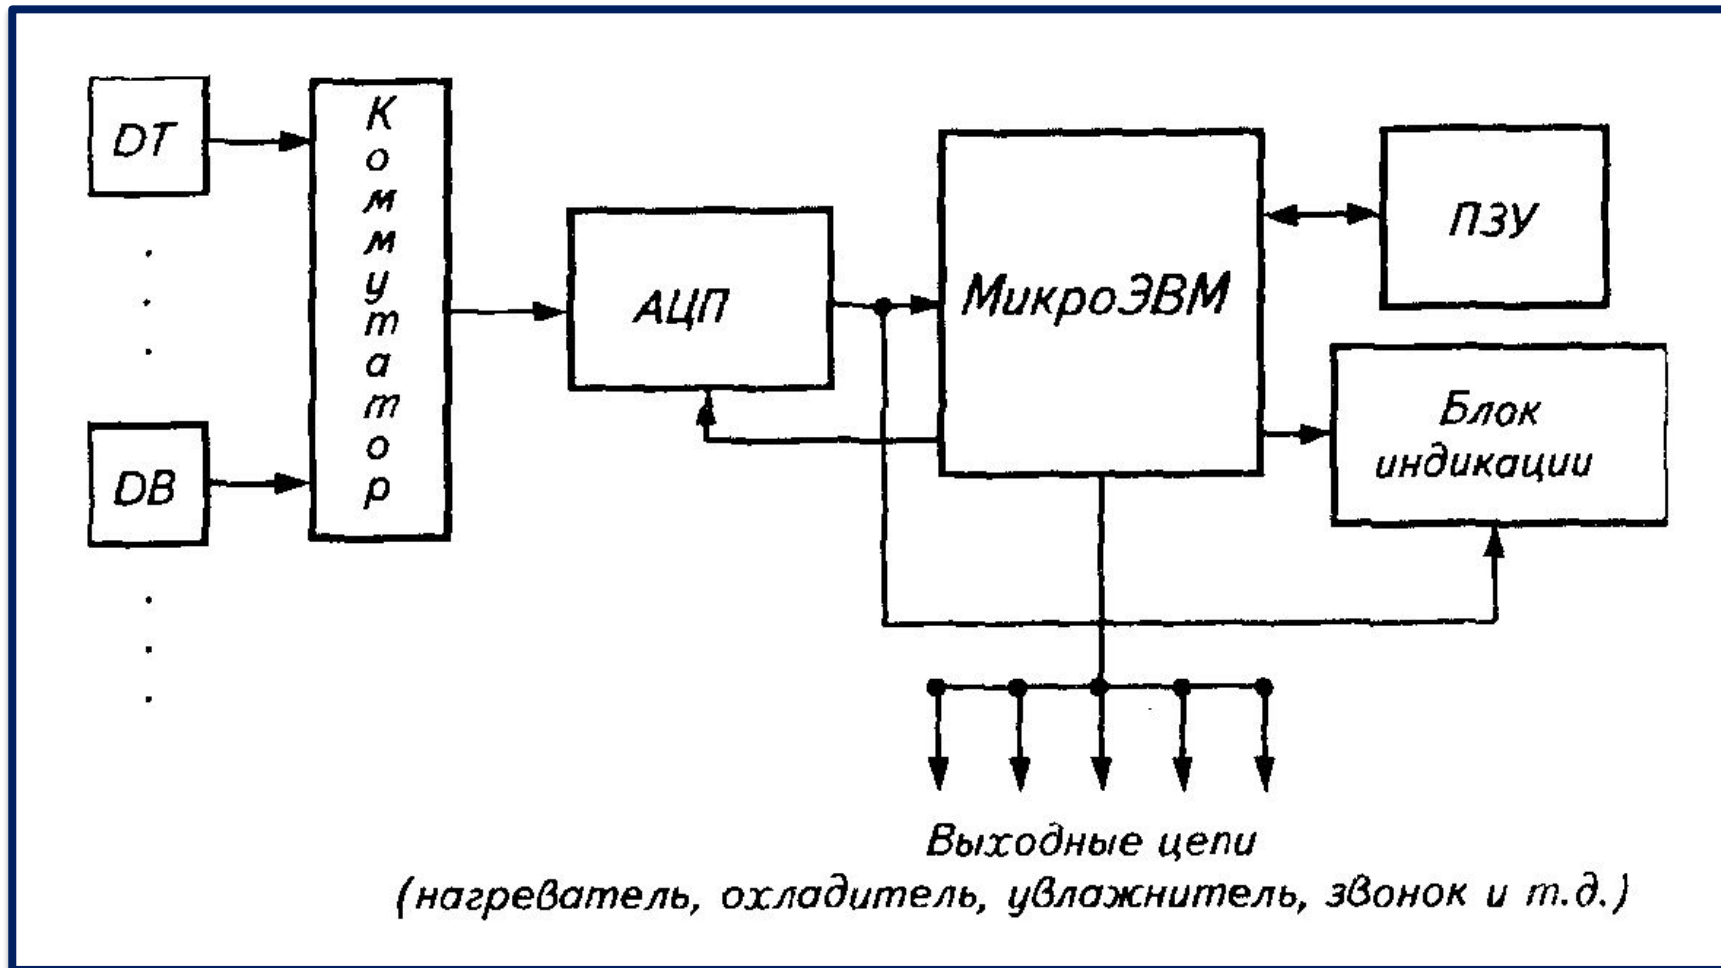 DT
Коммутатор
АЦП
МикроЭВМ
ПЗУ
DB
Блок
индикации
Выходные цепи
(нагреватель, охладитель, увлажнитель, звонок и т.д.)